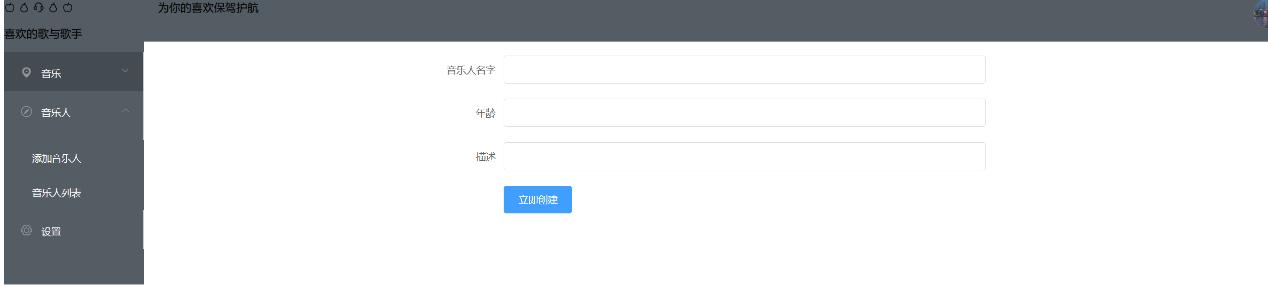 为你的喜欢保驾护航
喜欢的歌与歌手
音乐
音乐人
添加音乐人
音乐人列表
设置
音乐人名字
年龄
描述
立即创建